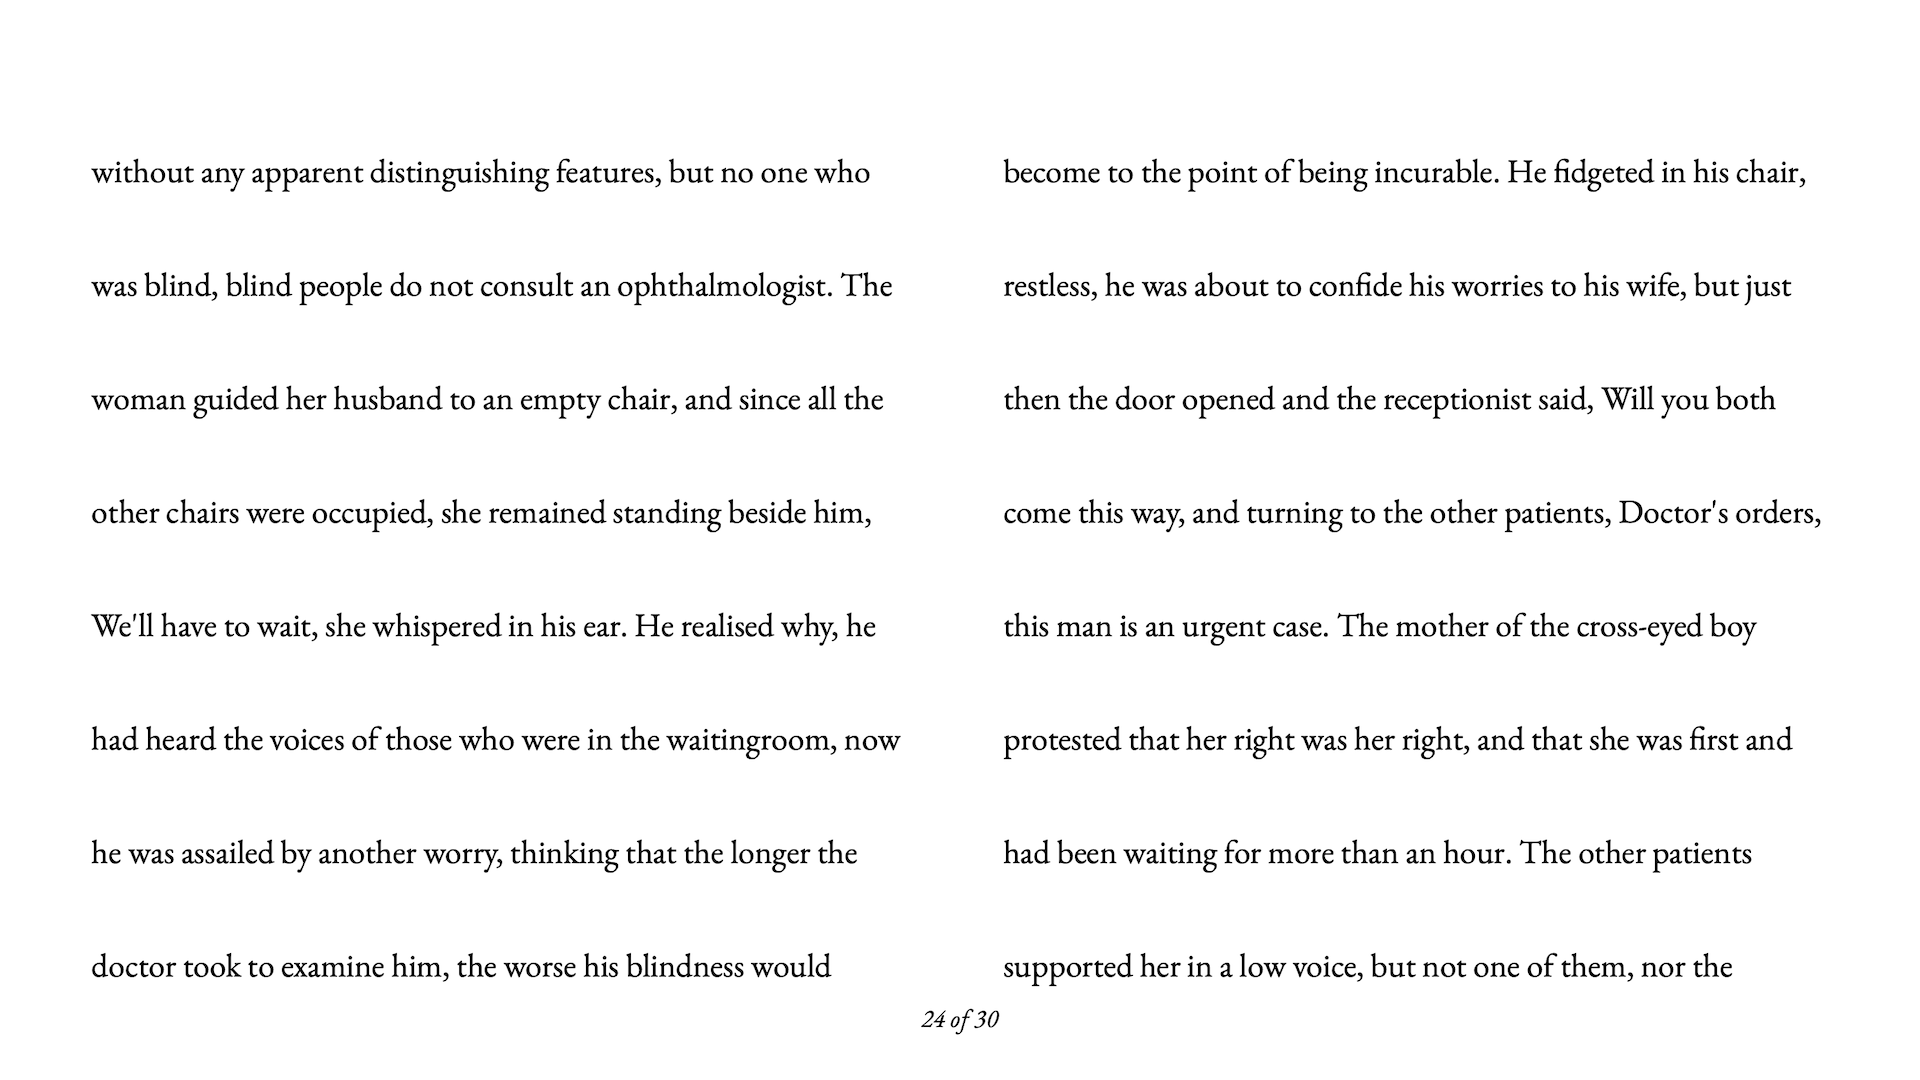 without any apparent distinguishing features, but no one who
was blind, blind people do not consult an ophthalmologist. The
woman guided her husband to an empty chair, and since all the
other chairs were occupied, she remained standing beside him,
We'll have to wait, she whispered in his ear. He realised why, he
had heard the voices of those who were in the waitingroom, now
he was assailed by another worry, thinking that the longer the
doctor took to examine him, the worse his blindness would
become to the point of being incurable. He fidgeted in his chair,
restless, he was about to confide his worries to his wife, but just
then the door opened and the receptionist said, Will you both
come this way, and turning to the other patients, Doctor's orders,
this man is an urgent case. The mother of the cross-eyed boy
protested that her right was her right, and that she was first and
had been waiting for more than an hour. The other patients
supported her in a low voice, but not one of them, nor the
24 of 30